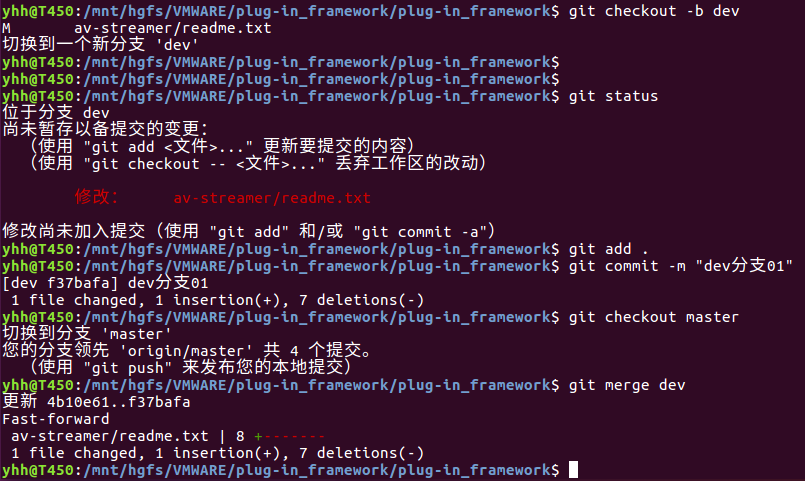 yhh@T450:/mnt/hgfs/VMWARE/plug-in_framework/plug-in_framework$ git checkout -b dev
M       av-streamer/readme.txt
切换到一个新分支 'dev'
yhh@T450:/mnt/hgfs/VMWARE/plug-in_framework/plug-in_framework$
yhh@T450:/mnt/hgfs/VMWARE/plug-in_framework/plug-in_framework$
yhh@T450:/mnt/hgfs/VMWARE/plug-in_framework/plug-in_framework$ git status
位于分支 dev
尚未暂存以备提交的变更：
  （使用 "git add <文件>..." 更新要提交的内容）
  （使用 "git checkout -- <文件>..." 丢弃工作区的改动）
        修改：     av-streamer/readme.txt
修改尚未加入提交（使用 "git add" 和/或 "git commit -a"）
yhh@T450:/mnt/hgfs/VMWARE/plug-in_framework/plug-in_framework$ git add .
yhh@T450:/mnt/hgfs/VMWARE/plug-in_framework/plug-in_framework$ git commit -m "dev分支01"
[dev f37bafa] dev分支01
 1 file changed, 1 insertion(+), 7 deletions(-)
yhh@T450:/mnt/hgfs/VMWARE/plug-in_framework/plug-in_framework$ git checkout master
切换到分支 'master'
您的分支领先 'origin/master' 共 4 个提交。
  （使用 "git push" 来发布您的本地提交）
yhh@T450:/mnt/hgfs/VMWARE/plug-in_framework/plug-in_framework$ git merge dev
更新 4b10e61..f37bafa
Fast-forward
 av-streamer/readme.txt | 8 +-------
 1 file changed, 1 insertion(+), 7 deletions(-)
yhh@T450:/mnt/hgfs/VMWARE/plug-in_framework/plug-in_framework$